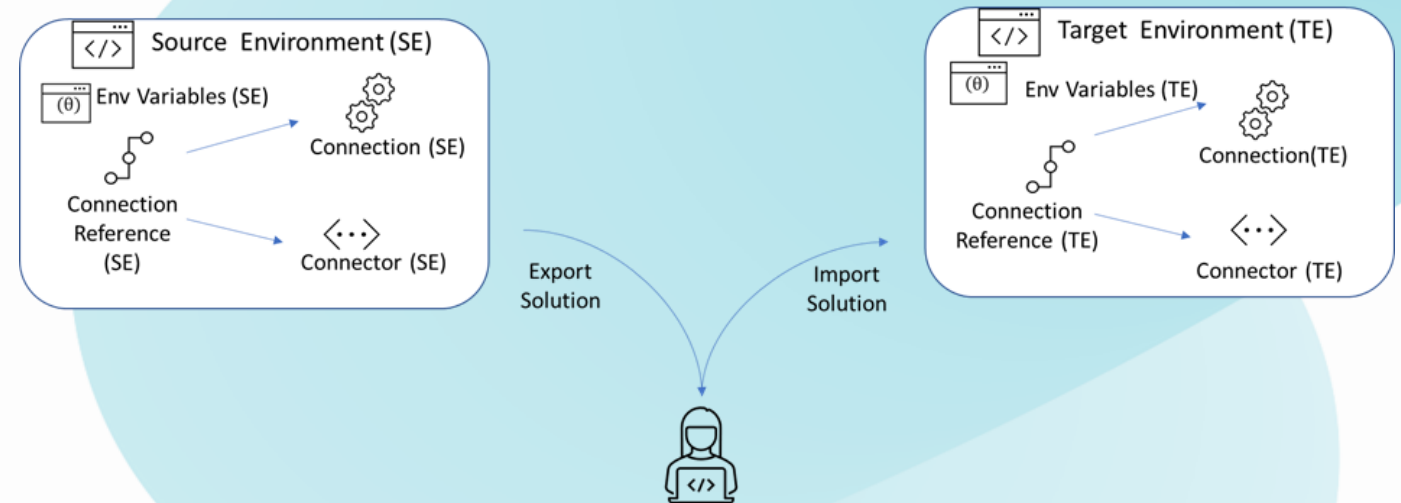 </> Source Environment (SE)
(θ) Env Variables (SE)
Connection (SE)
Connection
Reference
(SE)
Connector (SE)
Export
Solution
Import
Solution
</> Target Environment (TE)
(θ) Env Variables (TE)
Connection(TE)
Connection
Reference (TE)
Connector (TE)
</>